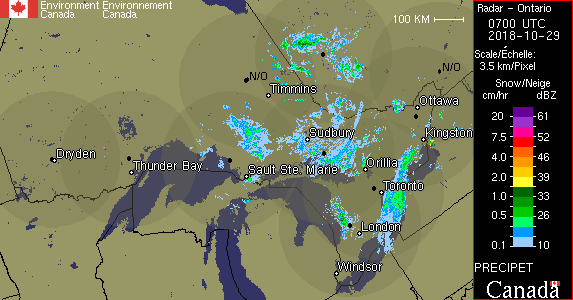 Environment Environnement
Canada Canada
100 KM
N/O
N/O
Timmins
Ottawa
Sudbury
Kingston
Dryden
Thunder Bay
Sault Ste. Marie
Orillia
Toronto
London
Windsor
Radar - Ontario
0700 UTC
2018-10-29
Scale/Échelle:
3.5 km/Pixel
Snow/Neige
cm/hr dBZ
20 61
7.5 52
4.0 46
2.0 39
1.0 33
0.5 26
0.1 10
PRECIPET
Canada